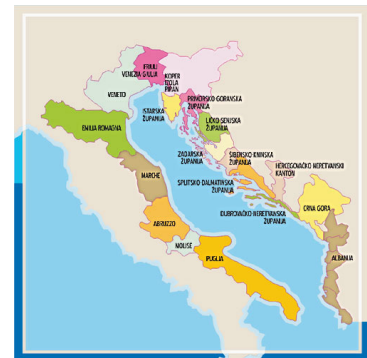 FRIULI
VENEZIA GIULIA
KOPER
IZOLA
PIRAN
VENETO
PRIMORSKO-GORANSKA
ŽUPANIJA
ISTARSKA
ŽUPANIJA
LIČKO-SENJSKA
ŽUPANIJA
EMILIA ROMAGNA
ZADARSKA
ŽUPANIJA
ŠIBENSKO-KNINSKA
ŽUPANIJA
HERCEGOVAČKO NERETVANSKI
KANTON
MARCHE
SPLITSKO-DALMATINSKA
ŽUPANIJA
CRNA GORA
DUBROVAČKO-NERETVANSKA
ŽUPANIJA
ABRUZZO
MOLISE
PUGLIA
ALBANIJA